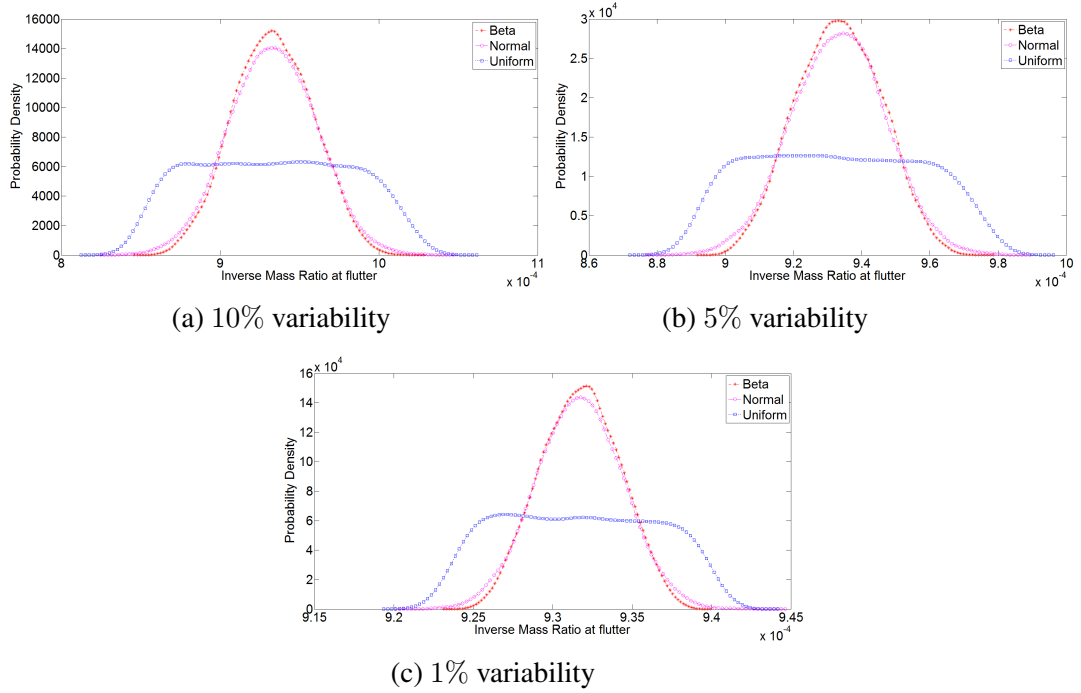 16000
14000
12000
10000
8000
6000
4000
2000
0
Probability Density
Beta
Normal
Uniform
8 9 10 11
Inverse Mass Ratio at flutter
x 10⁻⁴
(a) 10% variability
x 10⁴
3
2.5
2
1.5
1
0.5
0
Probability Density
Beta
Normal
Uniform
8.6 8.8 9 9.2 9.4 9.6 9.8 10
Inverse Mass Ratio at flutter
x 10⁻⁴
(b) 5% variability
x 10⁴
16
14
12
10
8
6
4
2
0
Probability Density
Beta
Normal
Uniform
9.15 9.2 9.25 9.3 9.35 9.4 9.45
Inverse Mass Ratio at flutter
x 10⁻⁴
(c) 1% variability